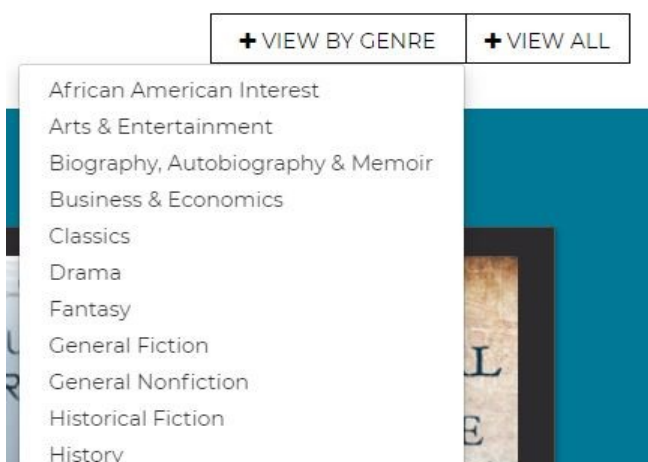 + VIEW BY GENRE
+ VIEW ALL
African American Interest
Arts & Entertainment
Biography, Autobiography & Memoir
Business & Economics
Classics
Drama
Fantasy
General Fiction
General Nonfiction
Historical Fiction
History